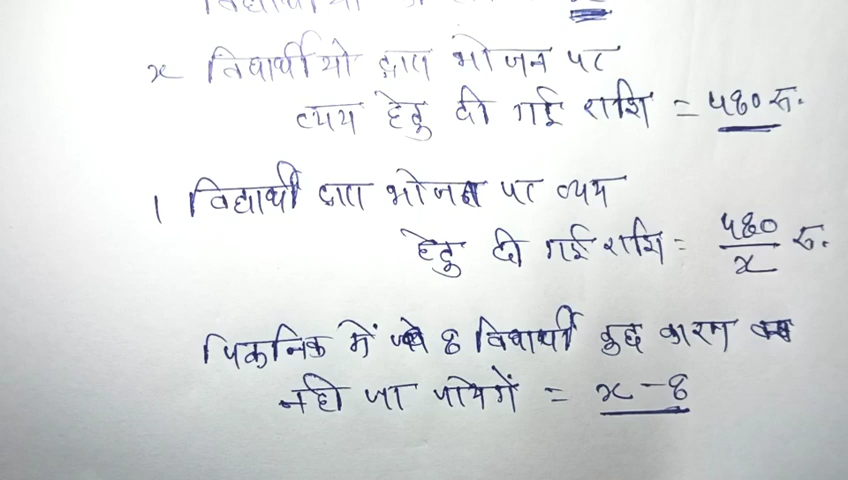 विद्यार्थीयो
x विद्यार्थीयो द्वारा भोजन पर
व्यय हेतु दी गई राशि = 480 रु.
1 विद्यार्थी द्वारा भोजन पर व्यय
हेतु दी गई राशि = 480/x रु.
पिकनिक में 8 विद्यार्थी कुछ कारण
नही जा पायेगें = x - 8